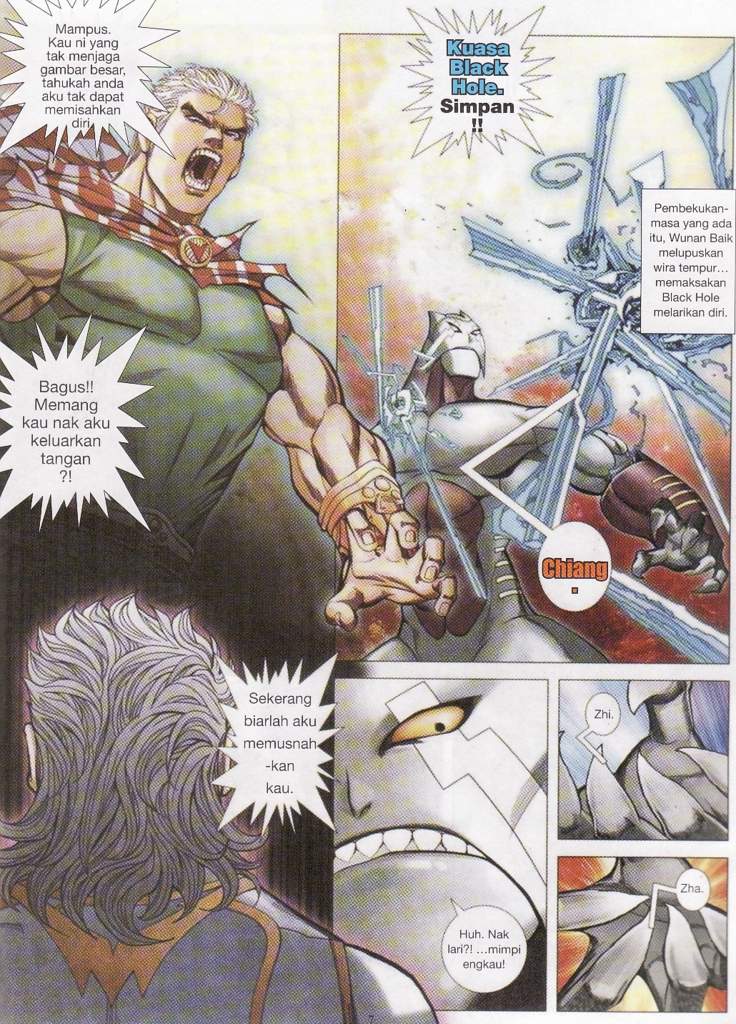 Mampus.
Kau ni yang
tak menjaga
gambar besar,
tahukah anda
aku tak dapat
memisahkan
diri.
Kuasa
Black
Hole.
Simpan
!!
Pembekukan-
masa yang ada
itu, Wunan Baik
melupuskan
wira tempur...
memaksakan
Black Hole
melarikan diri.
Bagus!!
Memang
kau nak aku
keluarkan
tangan
?!
Chiang
.
Sekarang
biarlah aku
memusnah
-kan
kau.
Zhi.
Zha.
Huh. Nak
lari?! ...mimpi
engkau!
7